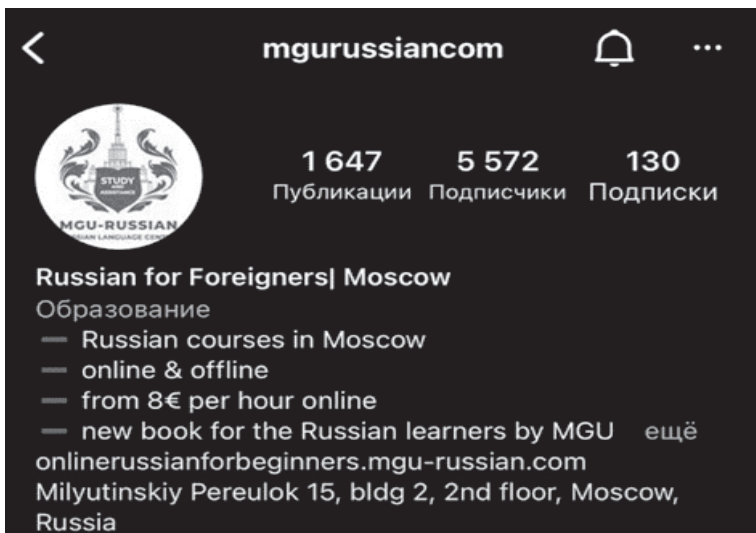 mgurussiancom
1 647 5 572 130
Публикации Подписчики Подписки
STUDY
ASSISTANCE
MGU-RUSSIAN
LANGUAGE
Russian for Foreigners| Moscow
Образование
— Russian courses in Moscow
— online & offline
— from 8€ per hour online
— new book for the Russian learners by MGU ещё
onlinerussianforbeginners.mgu-russian.com
Milyutinskiy Pereulok 15, bldg 2, 2nd floor, Moscow,
Russia